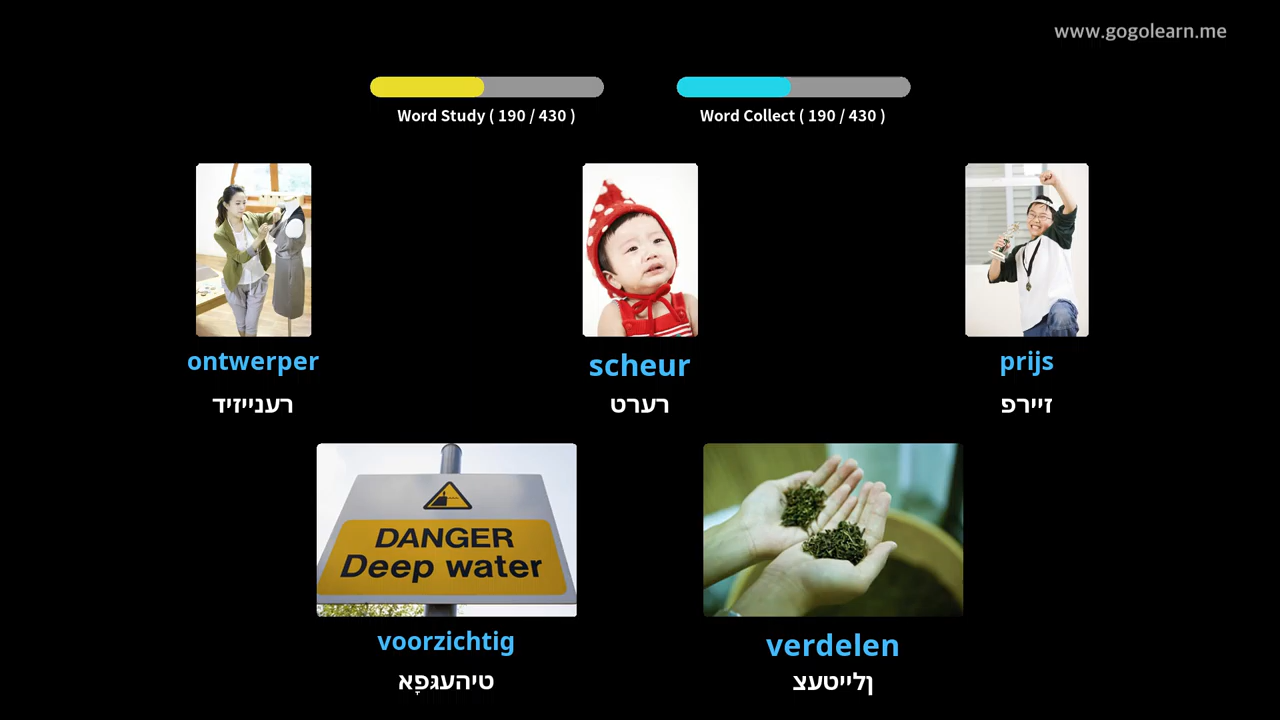 www.gogolearn.me
Word Study ( 190 / 430 )
Word Collect ( 190 / 430 )
ontwerper
רענייזיד
scheur
רערט
prijs
זיירפ
DANGER
Deep water
voorzichtig
טיהעגּפָא
verdelen
ןלייטעצ